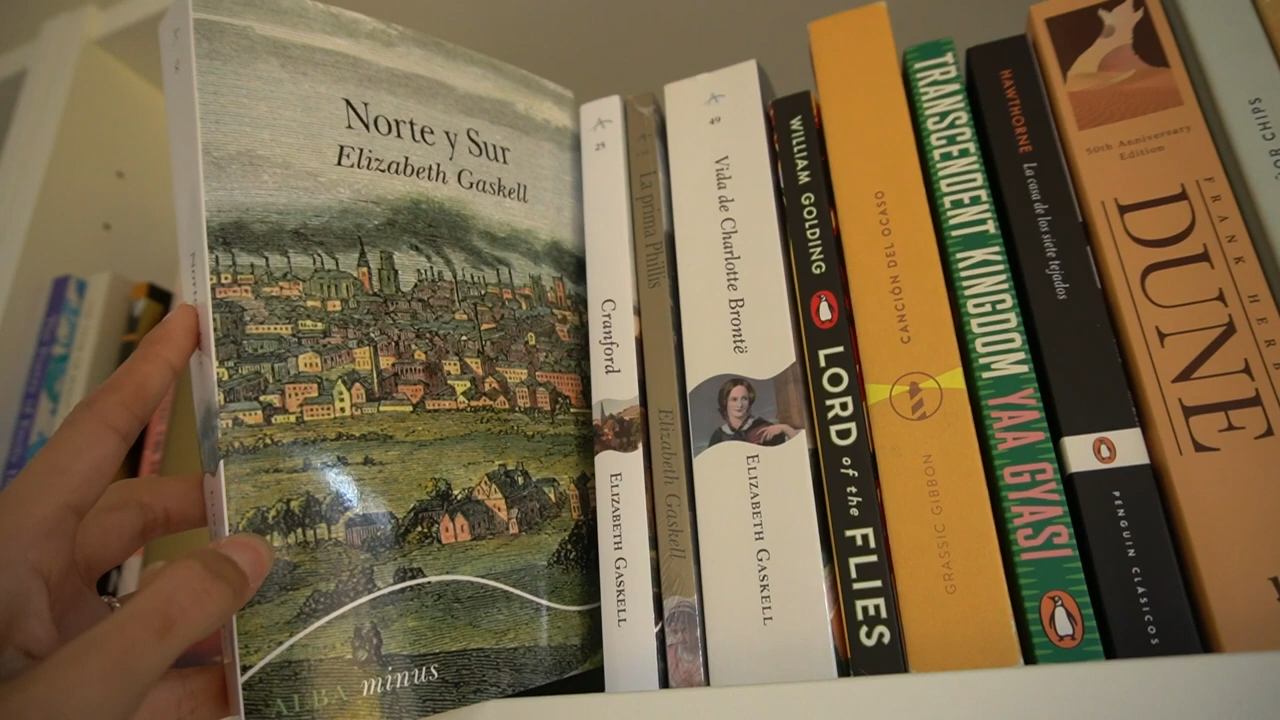 Norte y Sur
Elizabeth Gaskell
ALBA minus
25
Cranford
ELIZABETH GASKELL
La prima Phillis
Elizabeth Gaskell
49
Vida de Charlotte Brontë
ELIZABETH GASKELL
WILLIAM GOLDING
LORD of the FLIES
CANCIÓN DEL OCASO
GRASSIC GIBBON
TRANSCENDENT KINGDOM YAA GYASI
HAWTHORNE La casa de los siete tejados
PENGUIN CLÁSICOS
50th Anniversary
Edition
FRANK HERB
DUNE
CHIPS